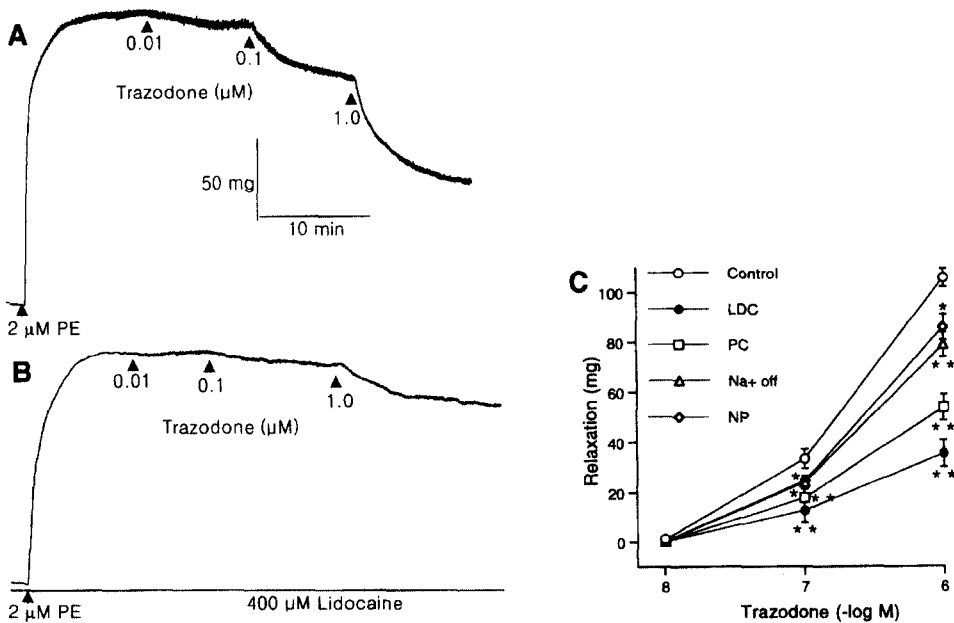 A
0.01
0.1
1.0
Trazodone (μM)
50 mg
10 min
2 μM PE
B
0.01
0.1
1.0
Trazodone (μM)
2 μM PE
400 μM Lidocaine
C
Control
LDC
PC
Na+ off
NP
Relaxation (mg)
100
80
60
40
20
0
*
* *
* *
* *
*
* * *
* *
8
7
6
Trazodone (-log M)